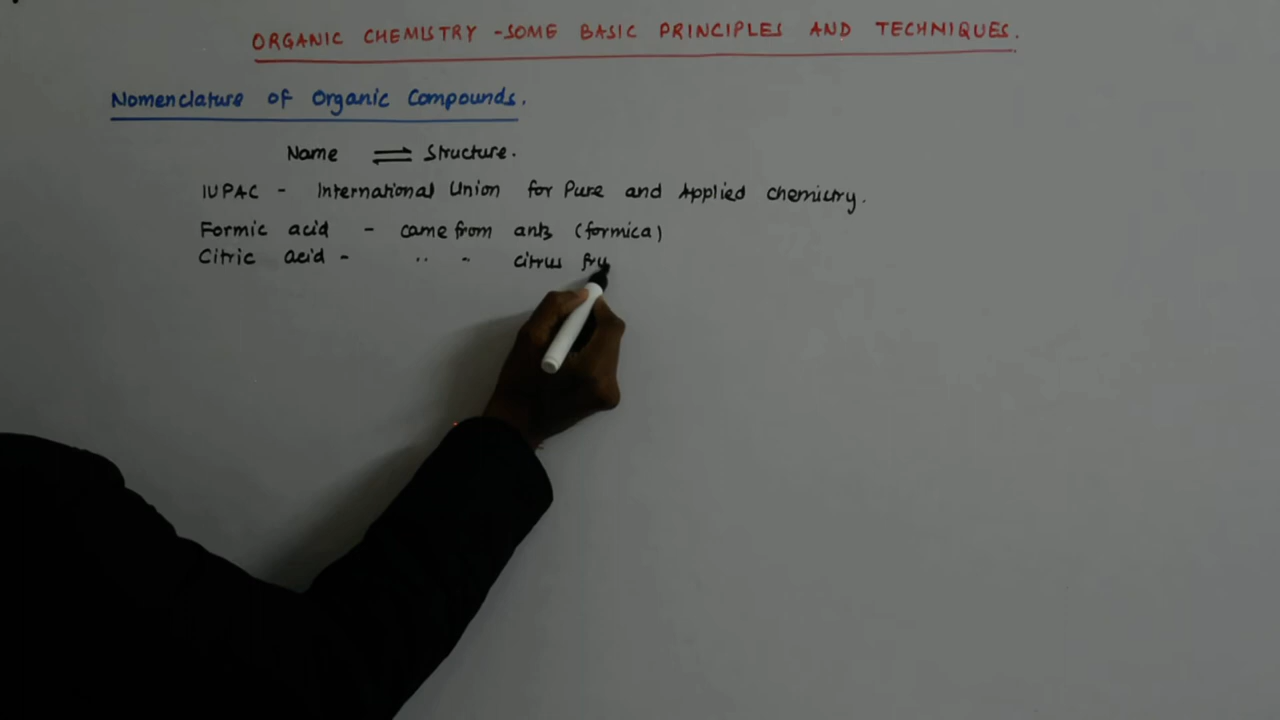 ORGANIC CHEMISTRY -SOME BASIC PRINCIPLES AND TECHNIQUES.
Nomenclature of Organic Compounds.
Name ⇌ Structure.
IUPAC - International Union for Pure and Applied chemistry.
Formic acid - came from ants (formica)
Citric acid - " " citrus fru